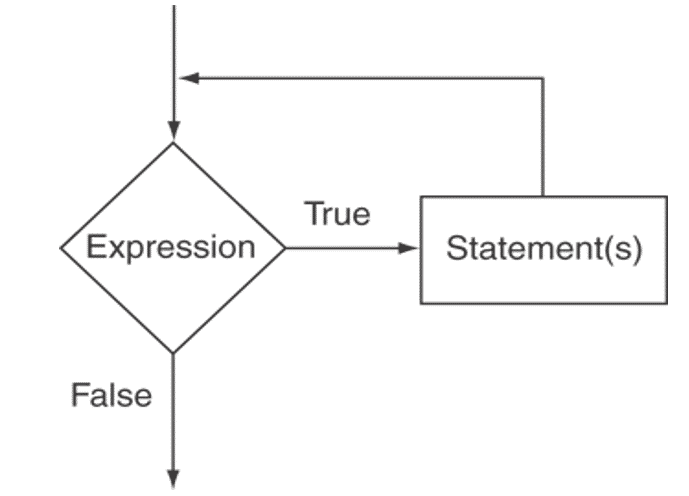 True
Expression
Statement(s)
False